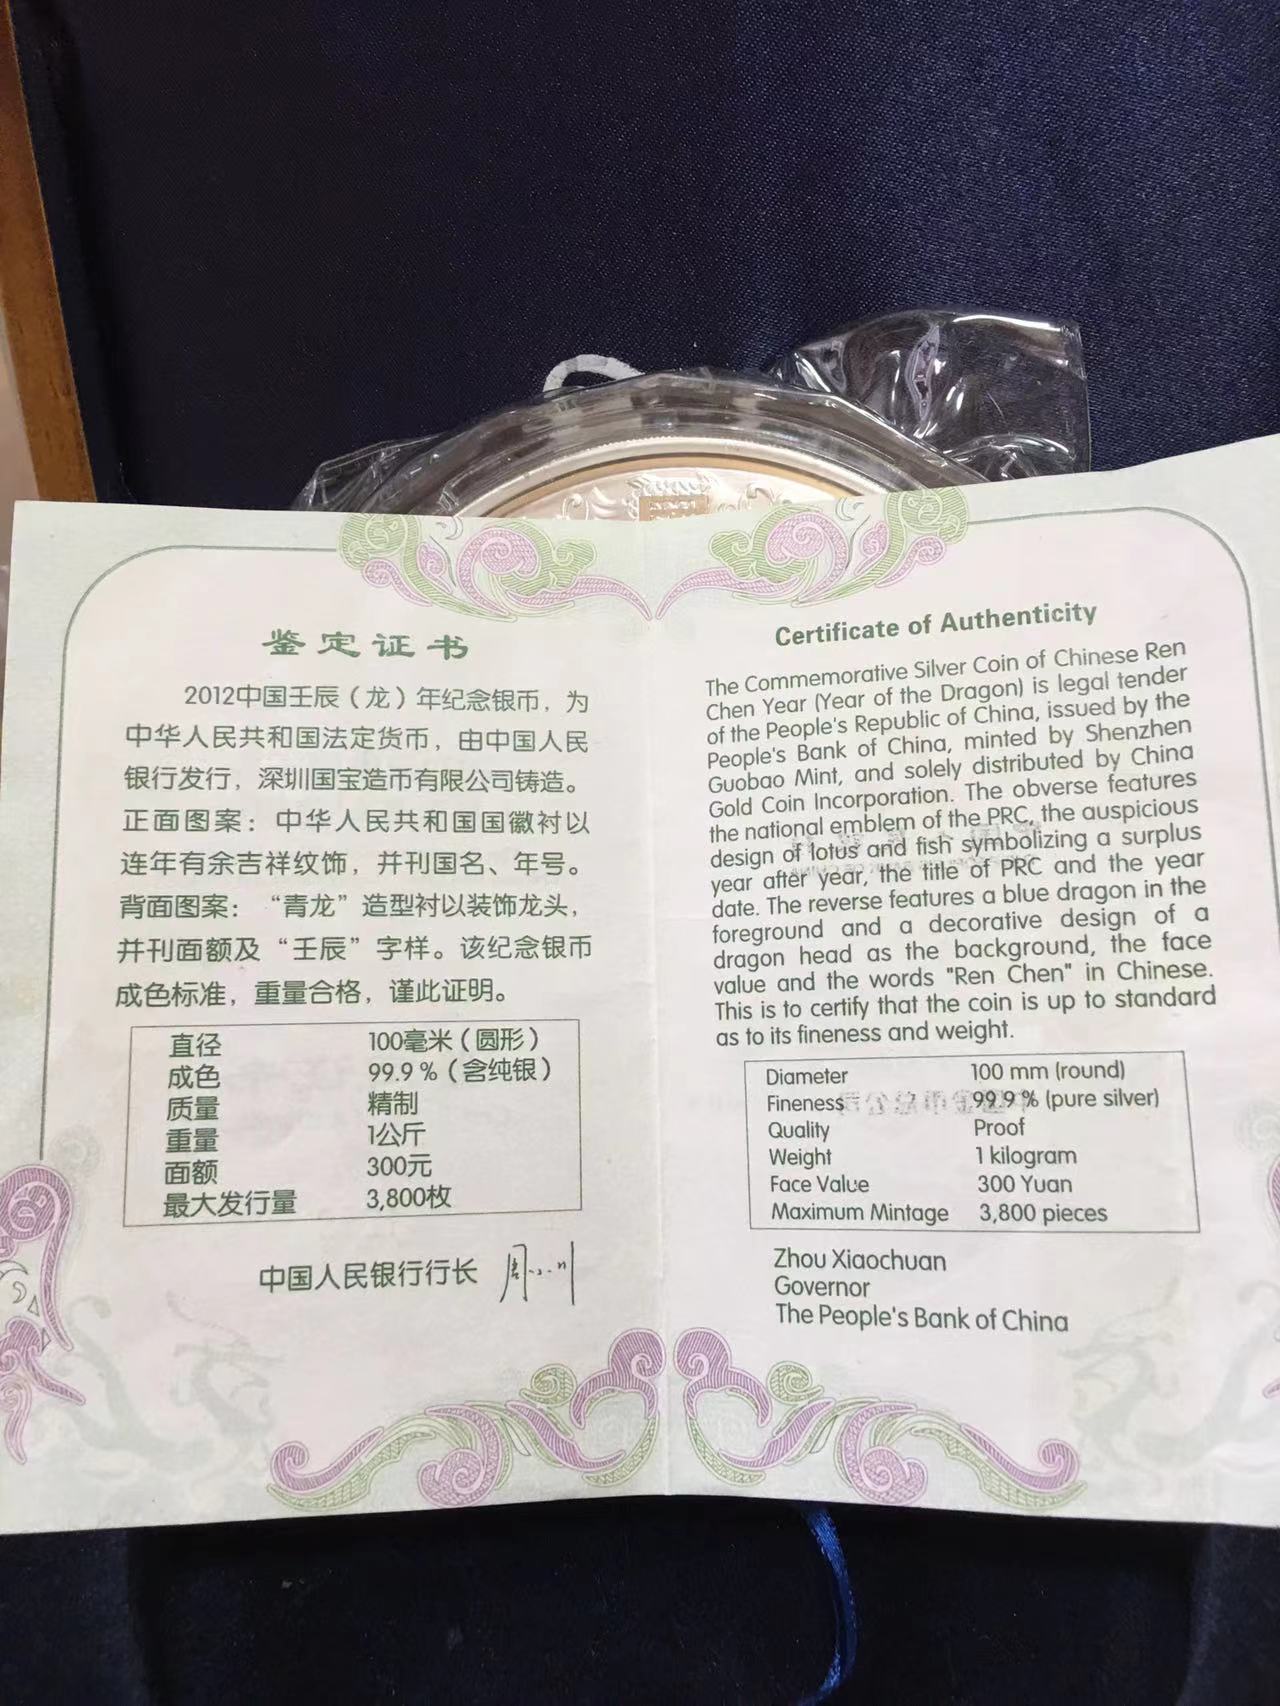 鉴定证书
2012中国壬辰（龙）年纪念银币，为
中华人民共和国法定货币，由中国人民
银行发行，深圳国宝造币有限公司铸造。
正面图案：中华人民共和国国徽衬以
连年有余吉祥纹饰，并刊国名、年号。
背面图案：“青龙”造型衬以装饰龙头，
并刊面额及“壬辰”字样。该纪念银币
成色标准，重量合格，谨此证明。
直径 100毫米（圆形）
成色 99.9%（含纯银）
质量 精制
重量 1公斤
面额 300元
最大发行量 3,800枚
中国人民银行行长 周小川
Certificate of Authenticity
The Commemorative Silver Coin of Chinese Ren
Chen Year (Year of the Dragon) is legal tender
of the People's Republic of China, issued by the
People's Bank of China, minted by Shenzhen
Guobao Mint, and solely distributed by China
Gold Coin Incorporation. The obverse features
the national emblem of the PRC, the auspicious
design of lotus and fish symbolizing a surplus
year after year, the title of PRC and the year
date. The reverse features a blue dragon in the
foreground and a decorative design of a
dragon head as the background, the face
value and the words "Ren Chen" in Chinese.
This is to certify that the coin is up to standard
as to its fineness and weight.
Diameter 100 mm (round)
Fineness 99.9 % (pure silver)
Quality Proof
Weight 1 kilogram
Face Value 300 Yuan
Maximum Mintage 3,800 pieces
Zhou Xiaochuan
Governor
The People's Bank of China